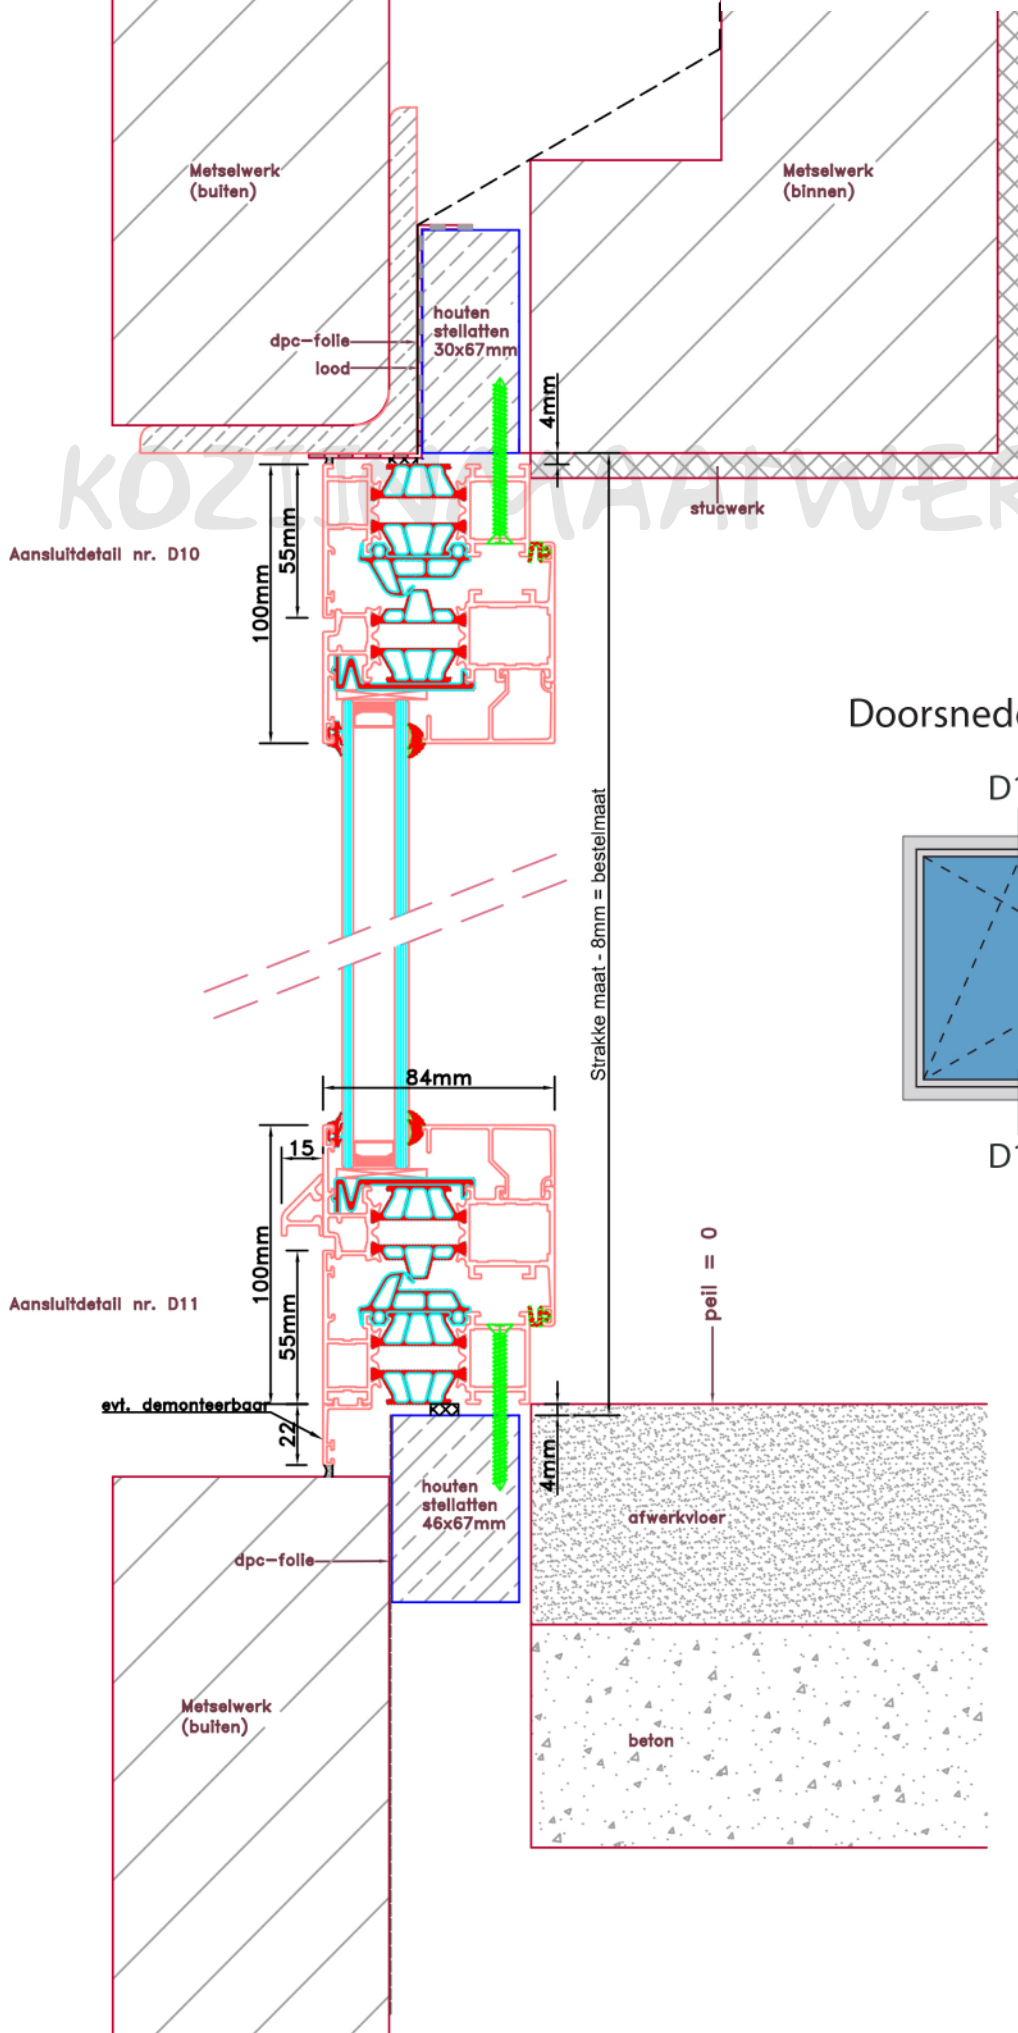 Metselwerk
(buiten)
Metselwerk
(binnen)
houten
stellatten
30x67mm
dpc-folie
lood
4mm
KOZIJNMAATWER
stucwerk
Aansluitdetail nr. D10
55mm
100mm
Doorsned
D1
Strakke maat - 8mm = bestelmaat
84mm
15
D1
100mm
peil = 0
Aansluitdetail nr. D11
55mm
evt. demonteerbaar
22
4mm
houten
stellatten
46x67mm
afwerkvloer
dpc-folie
Metselwerk
(buiten)
beton